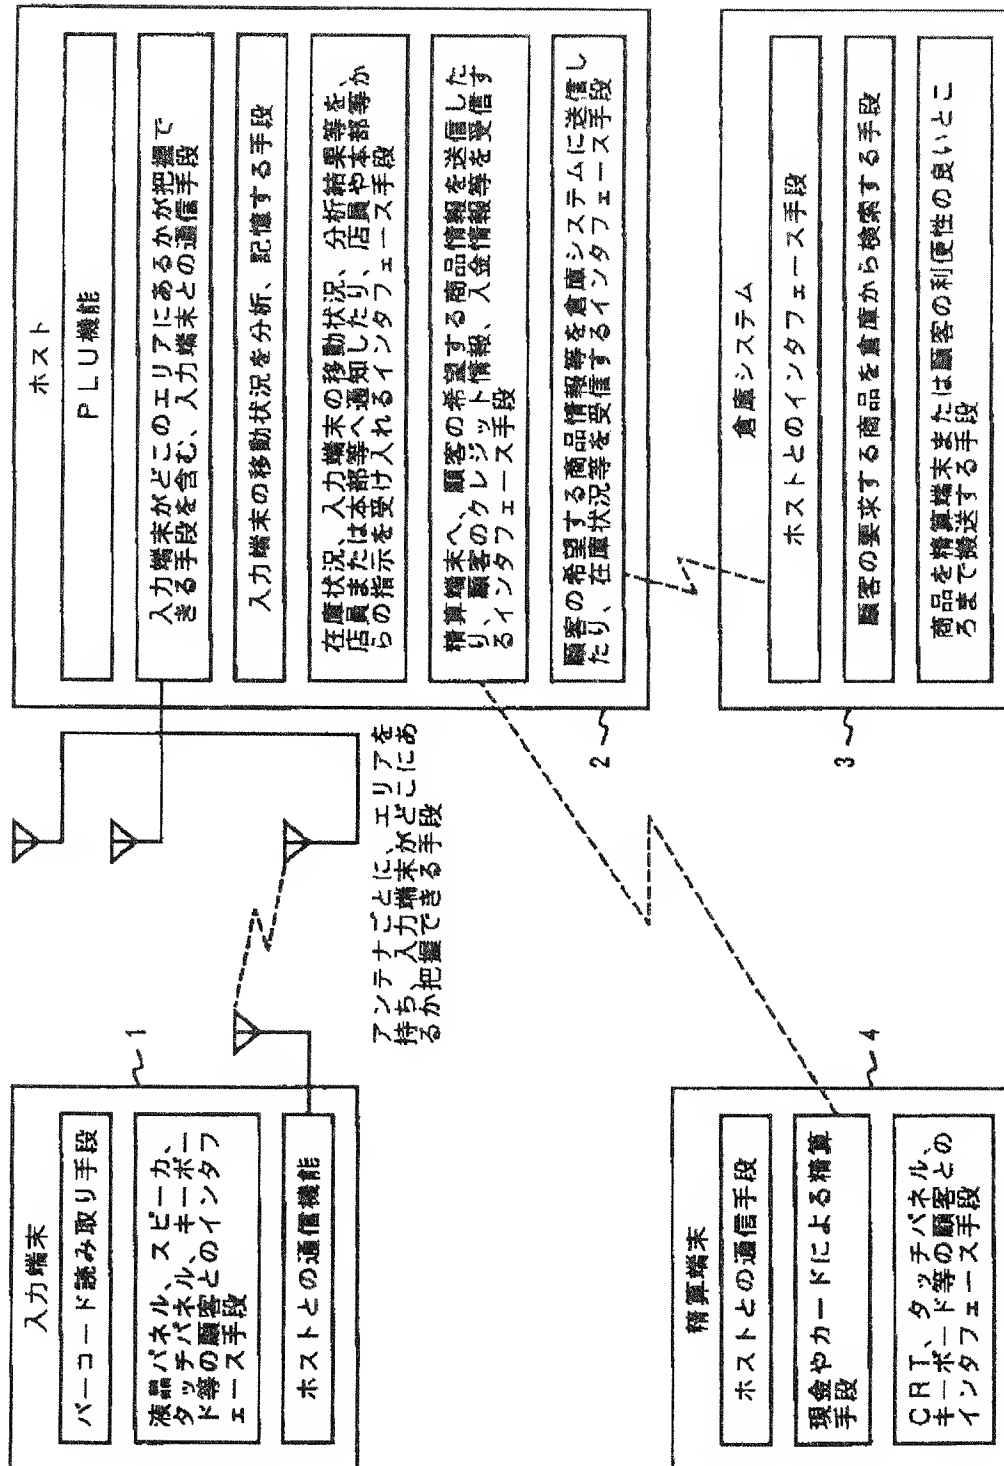 入力端末
バーコード読み取り手段
液晶パネル、スピーカ、
タッチパネル、キーボー
ド等の顧客とのインタフ
ェース手段
ホストとの通信機能
1
アンテナごとに、エリアを
持ち、入力端末がどこにあ
るか把握できる手段
ホスト
PLU機能
入力端末がどこのエリアにあるかが把握で
きる手段を含む、入力端末との通信手段
入力端末の移動状況を分析、記憶する手段
在庫状況、入力端末の移動状況、分析結果等を
店員または本部等へ通知したり、店員や本部等か
らの指示を受け入れるインタフェース手段
精算端末へ、顧客の希望する商品情報を送信した
り、顧客のクレジット情報、入金情報等を受信す
るインタフェース手段
顧客の希望する商品情報等を倉庫システムに送信し
たり、在庫状況等を受信するインタフェース手段
2
精算端末
ホストとの通信手段
現金やカードによる精算
手段
CRT、タッチパネル、
キーボード等の顧客との
インタフェース手段
4
倉庫システム
ホストとのインタフェース手段
顧客の要求する商品を倉庫から検索する手段
商品を精算端末または顧客の利便性の良いとこ
ろまで搬送する手段
3